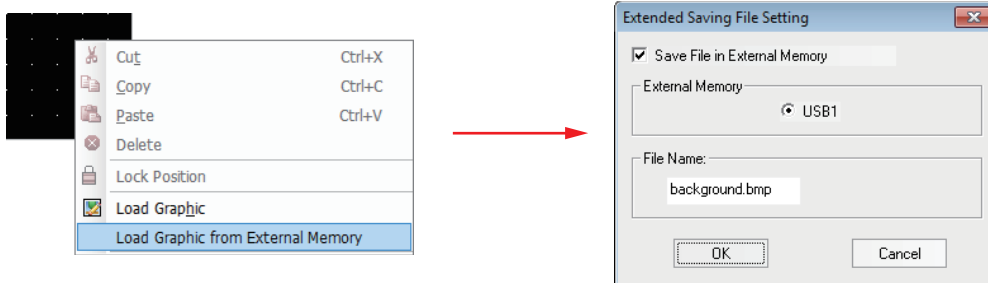 Cut Ctrl+X
Copy Ctrl+C
Paste Ctrl+V
Delete
Lock Position
Load Graphic
Load Graphic from External Memory
Extended Saving File Setting
Save File in External Memory
External Memory
USB1
File Name:
background.bmp
OK Cancel